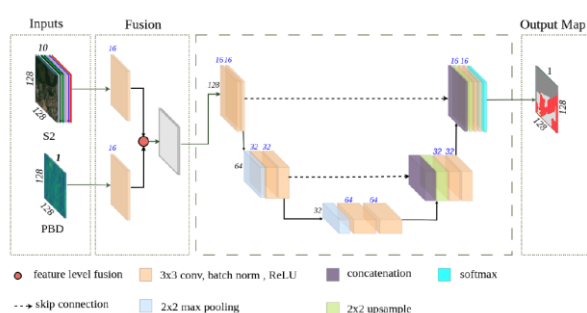 Inputs
Fusion
Output Map
10
128
128
S2
16
1
128
128
PBD
16
16 16
128
64
32 32
32
64 64
32 32
16 16
1
128
128
feature level fusion
3x3 conv, batch norm , ReLU
concatenation
softmax
skip connection
2x2 max pooling
2x2 upsample